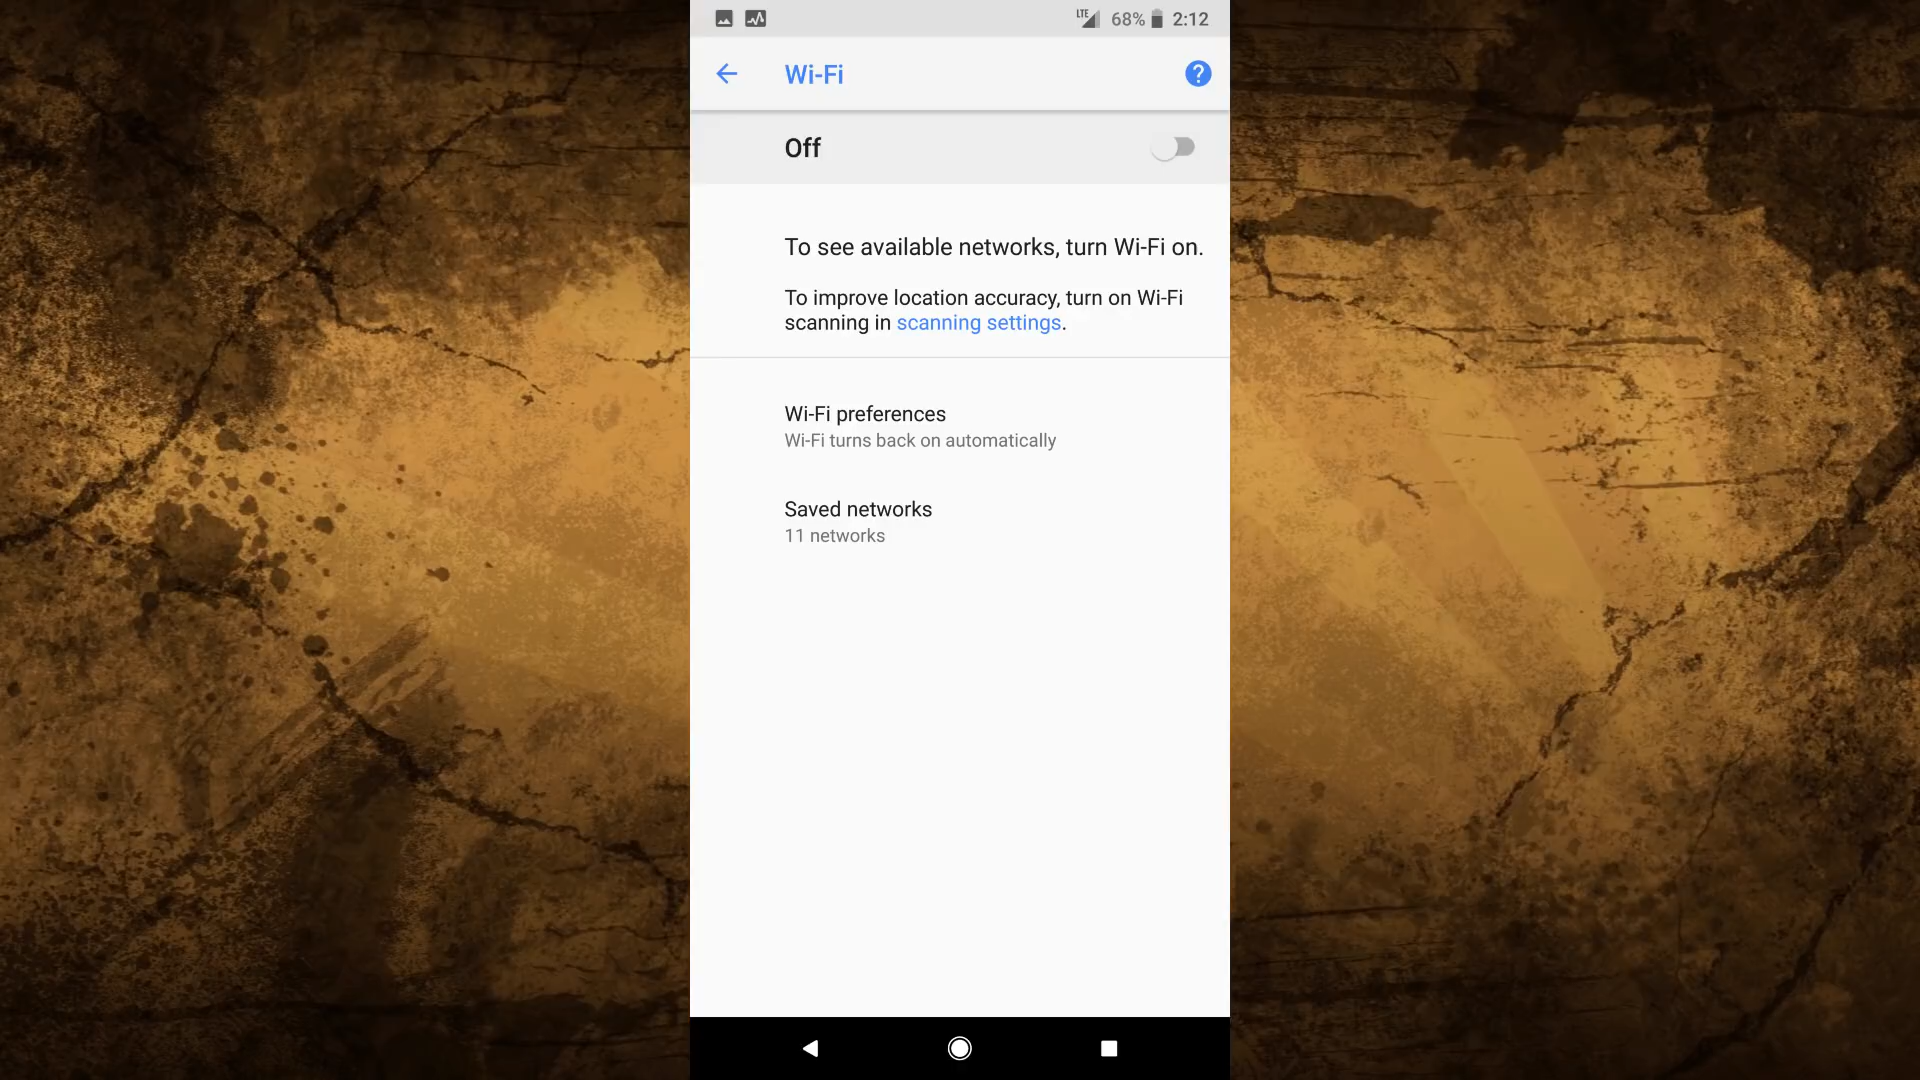 LTE 68% 2:12
Wi-Fi ?
Off
To see available networks, turn Wi-Fi on.
To improve location accuracy, turn on Wi-Fi
scanning in scanning settings.
Wi-Fi preferences
Wi-Fi turns back on automatically
Saved networks
11 networks